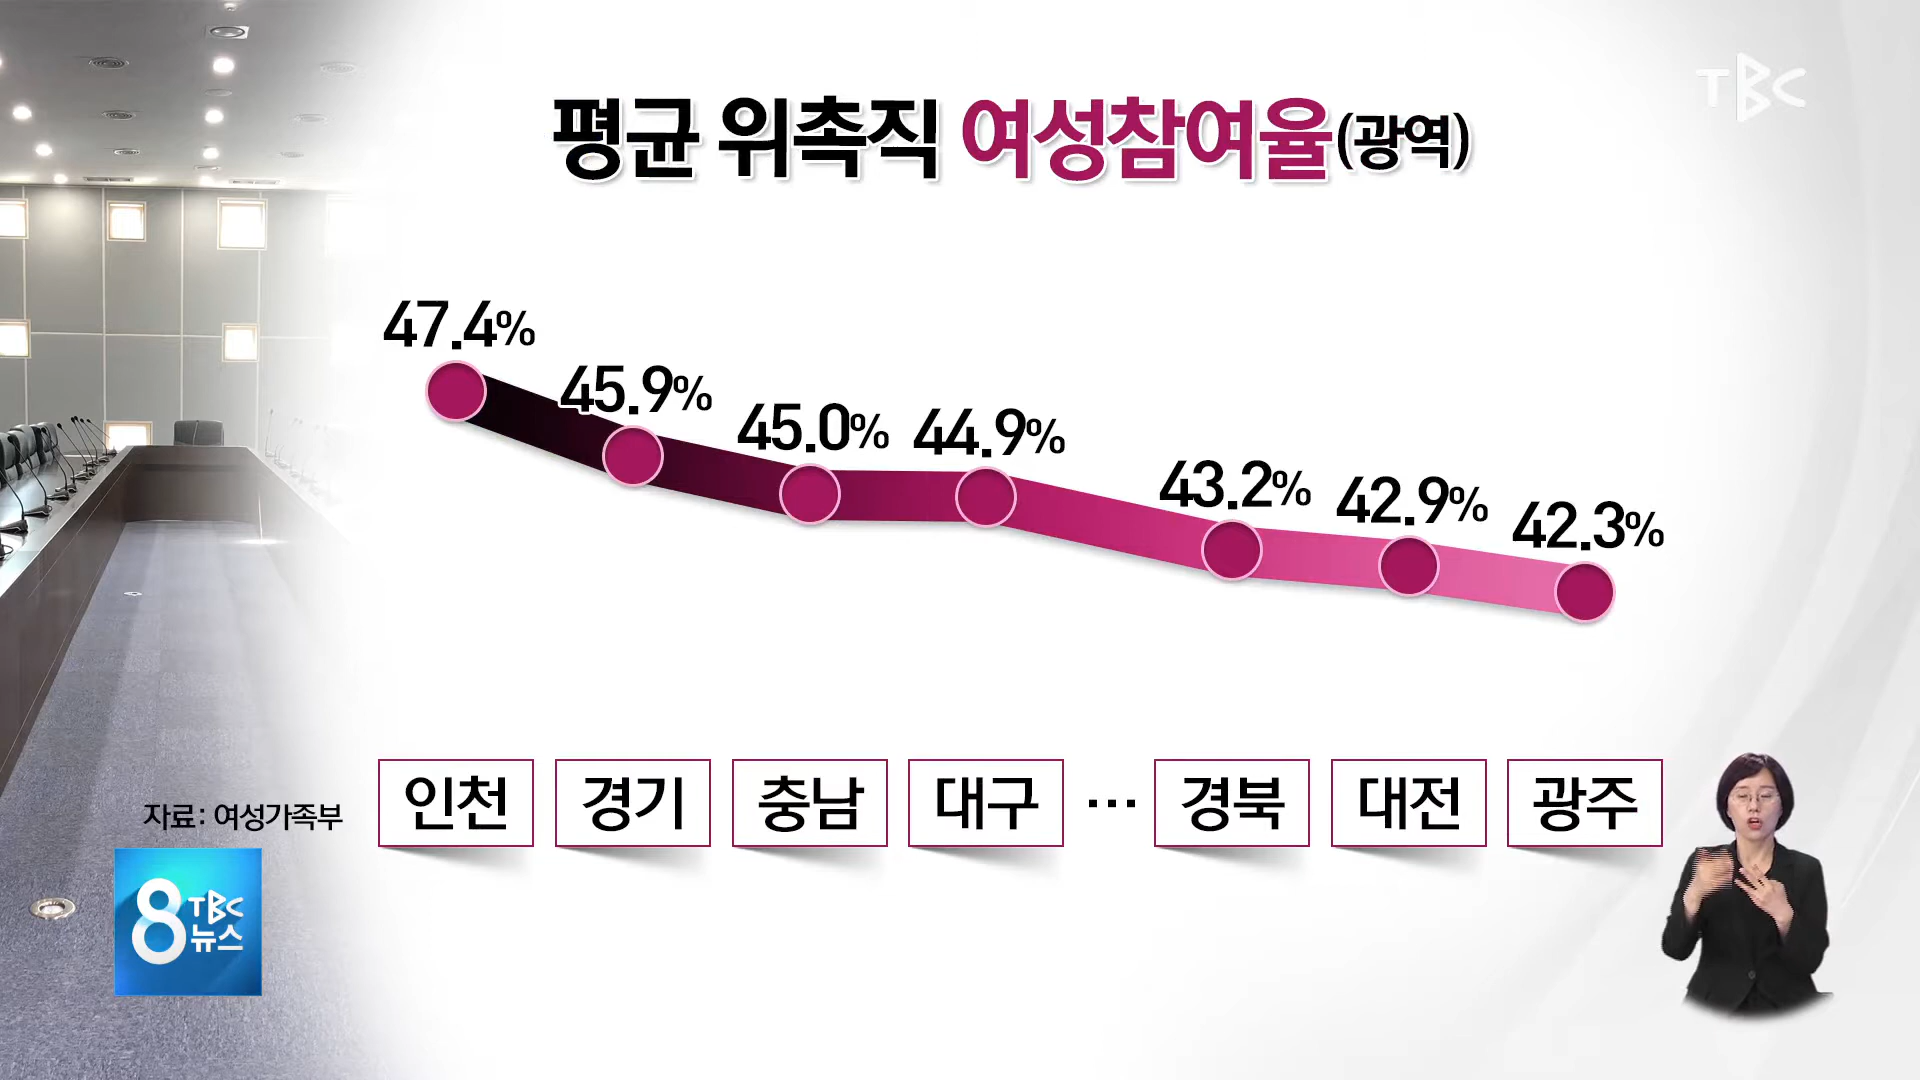 TBC
평균 위촉직 여성참여율(광역)
47.4%
45.9%
45.0%
44.9%
43.2%
42.9%
42.3%
인천 경기 충남 대구 ··· 경북 대전 광주
자료: 여성가족부
8 TBC
뉴스